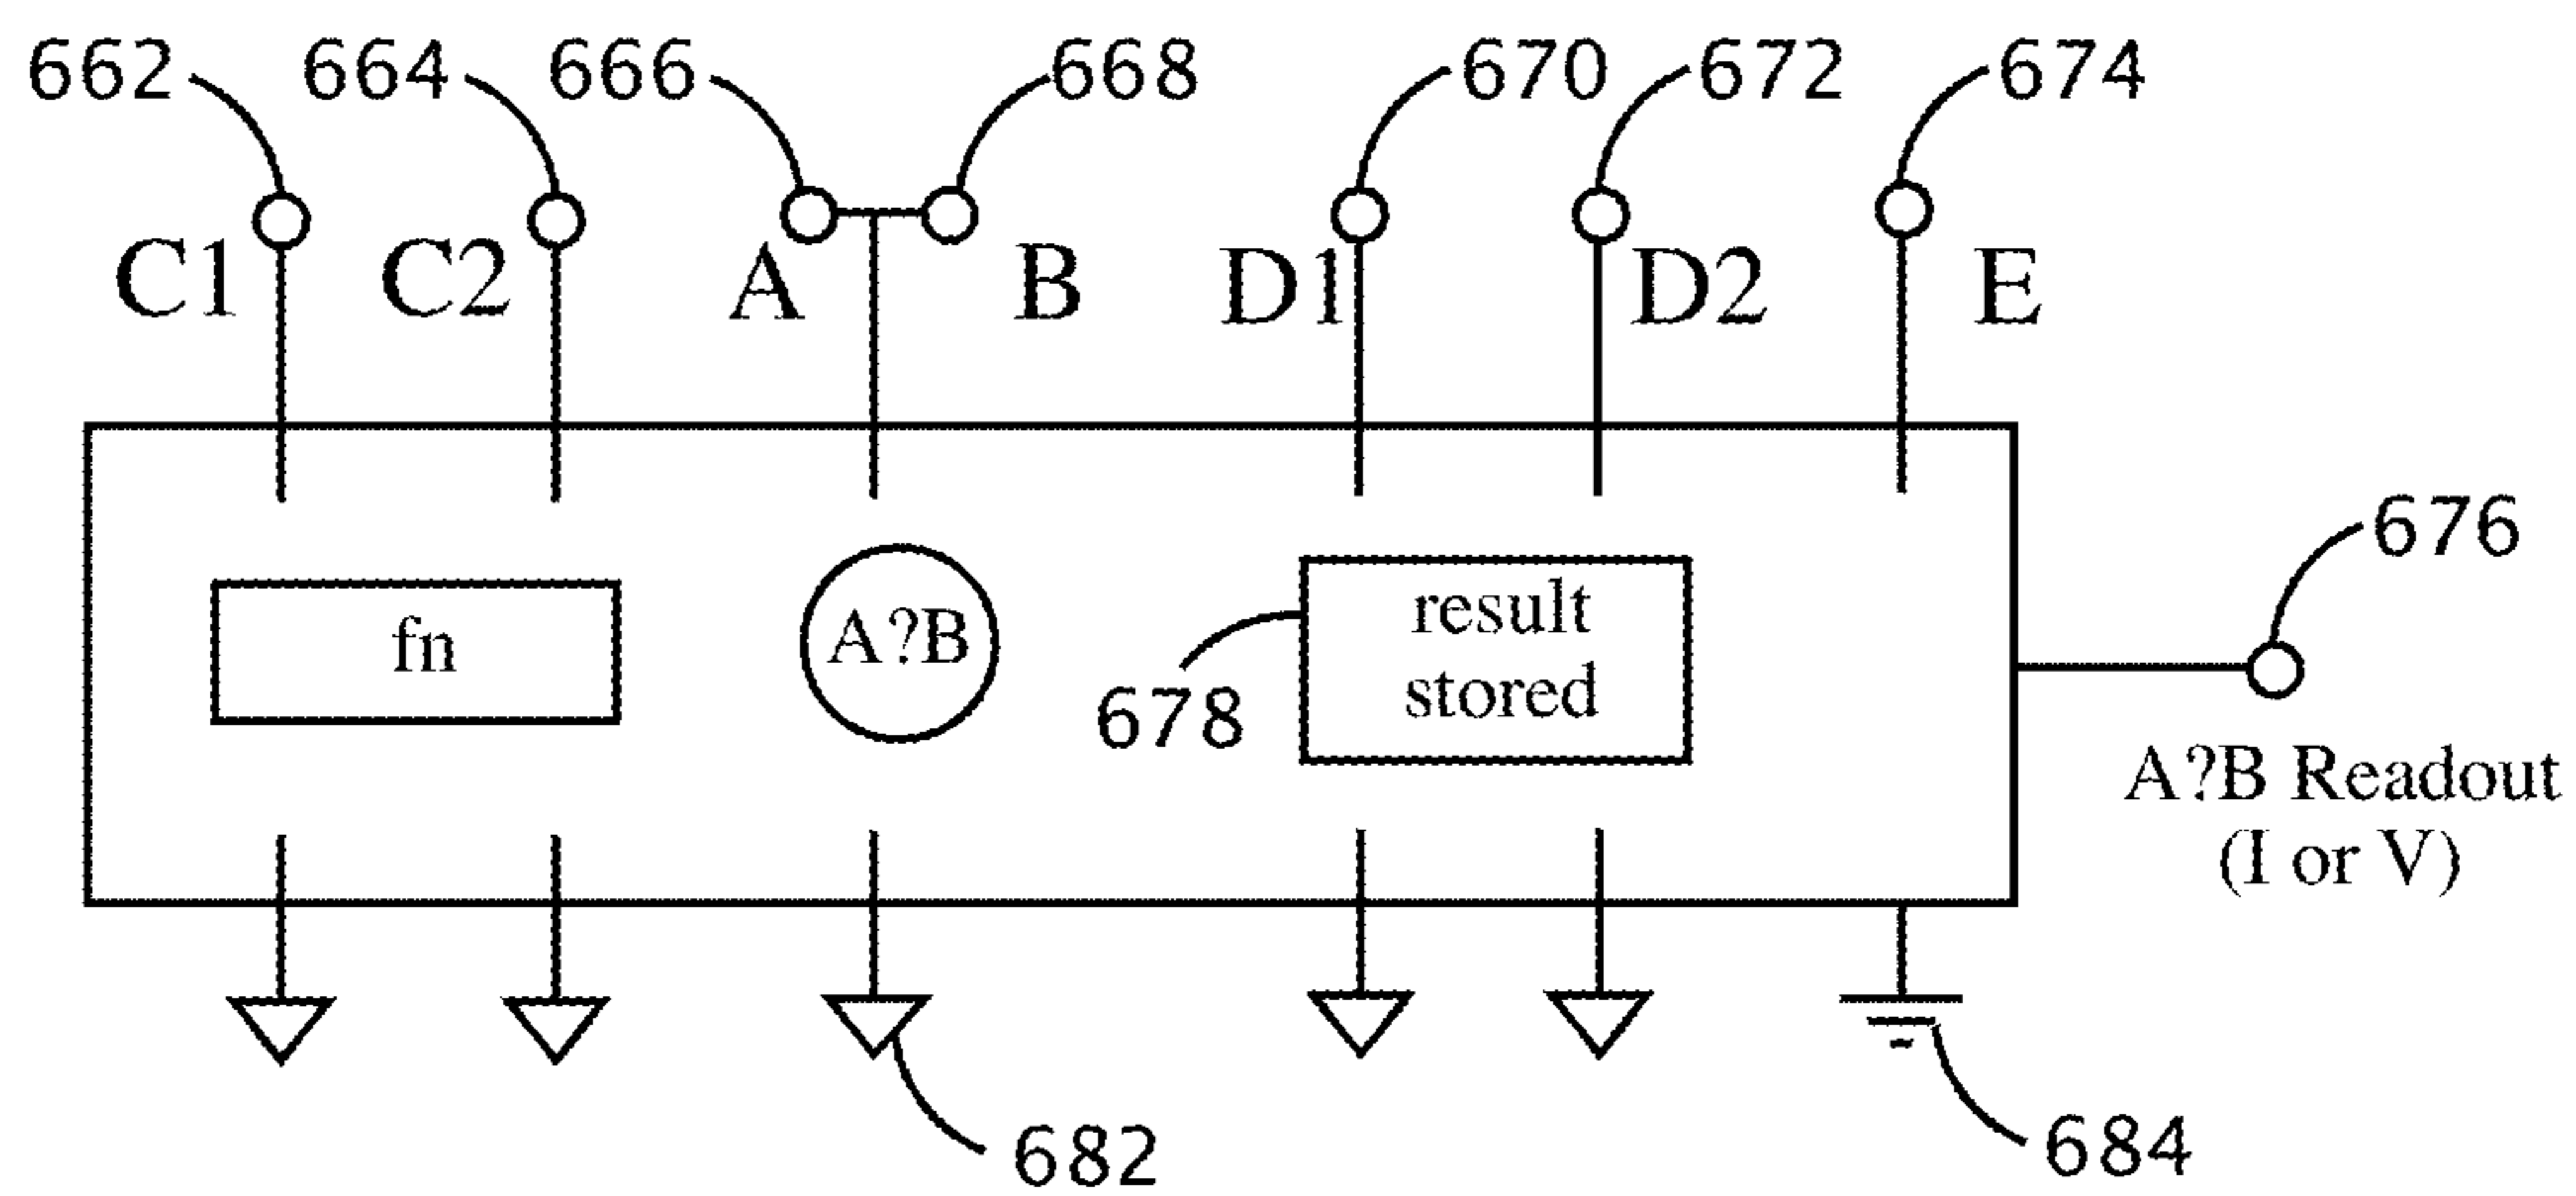 662 664 666 668 670 672 674
C1 C2 A B D1 D2 E
676
fn A?B result
stored
678
A?B Readout
(I or V)
682 684